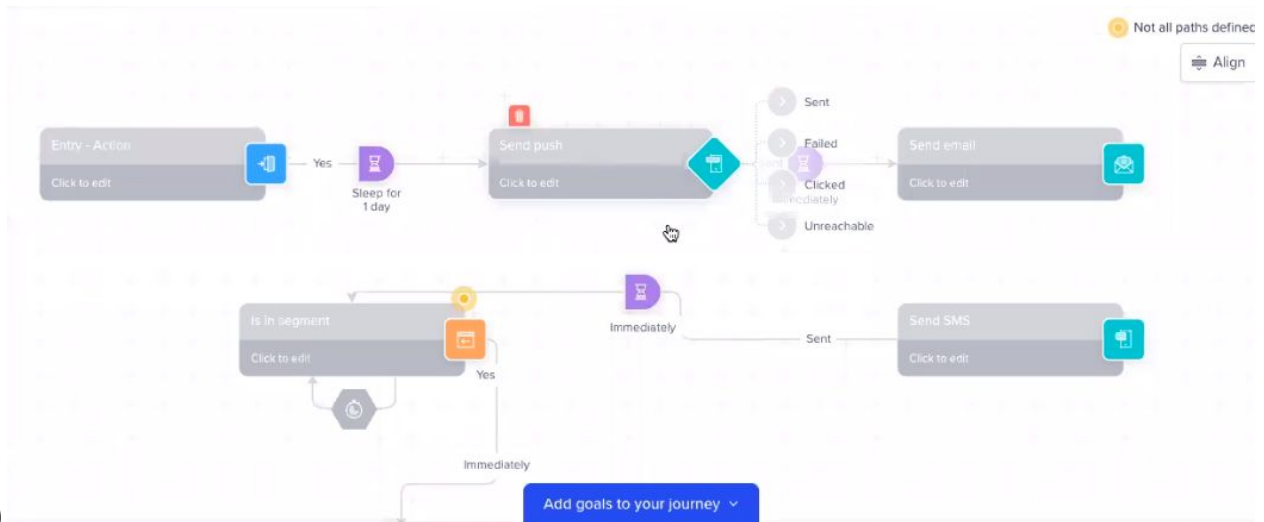 Not all paths defined
Align
Entry - Action
Click to edit
Yes
Sleep for
1 day
Send push
Click to edit
Sent
Failed
Clicked
Unreachable
Send email
Click to edit
Is in segment
Click to edit
Yes
Immediately
Immediately
Sent
Send SMS
Click to edit
Add goals to your journey